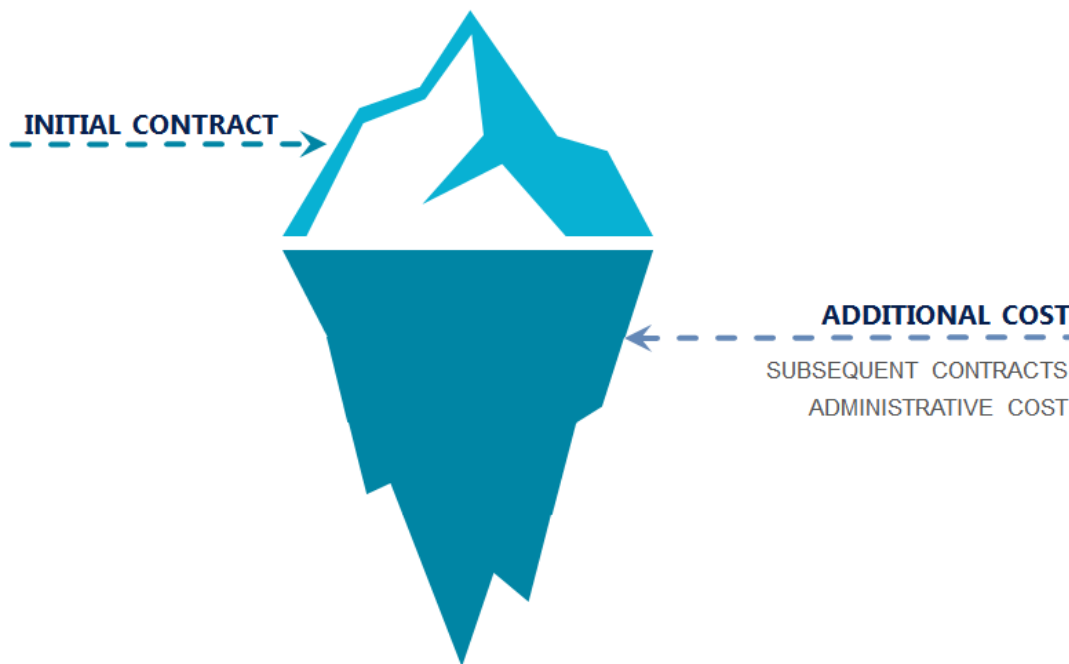 INITIAL CONTRACT
ADDITIONAL COST
SUBSEQUENT CONTRACTS
ADMINISTRATIVE COST